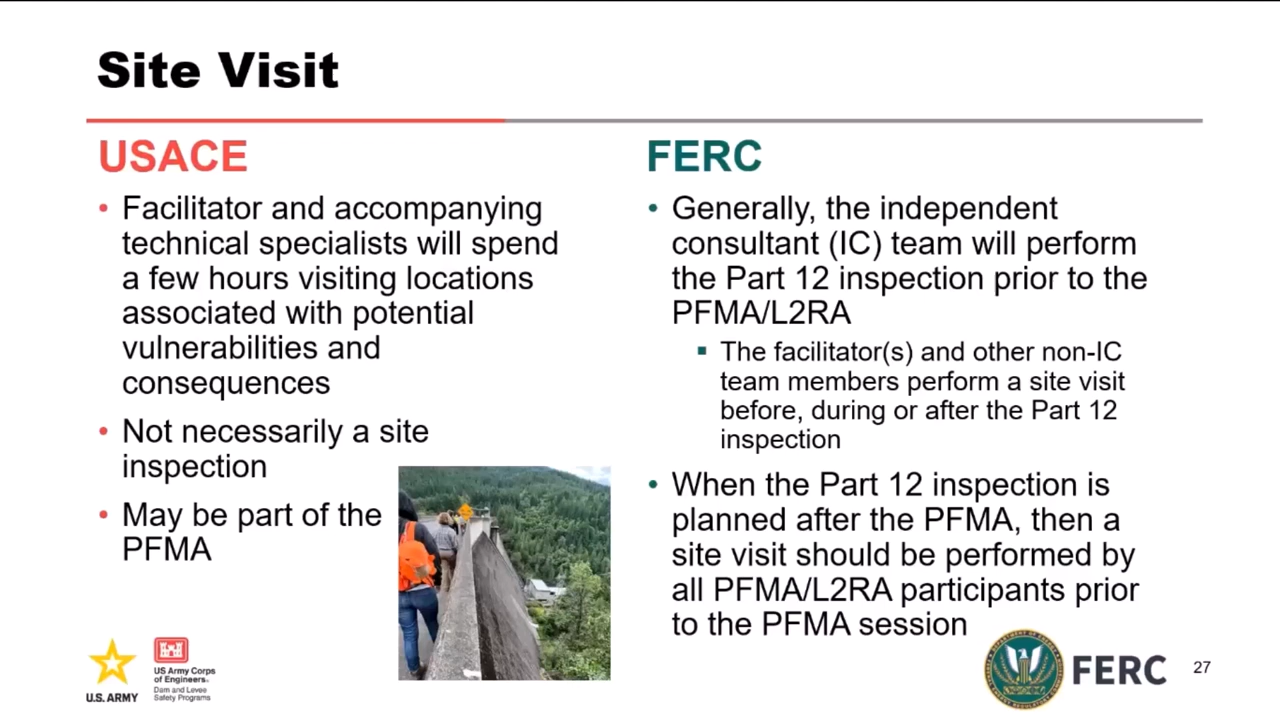 Site Visit
USACE
• Facilitator and accompanying
technical specialists will spend
a few hours visiting locations
associated with potential
vulnerabilities and
consequences
• Not necessarily a site
inspection
• May be part of the
PFMA
FERC
• Generally, the independent
consultant (IC) team will perform
the Part 12 inspection prior to the
PFMA/L2RA
▪ The facilitator(s) and other non-IC
team members perform a site visit
before, during or after the Part 12
inspection
• When the Part 12 inspection is
planned after the PFMA, then a
site visit should be performed by
all PFMA/L2RA participants prior
to the PFMA session
U.S. ARMY
US Army Corps
of Engineers®
Dam and Levee
Safety Programs
FERC
27